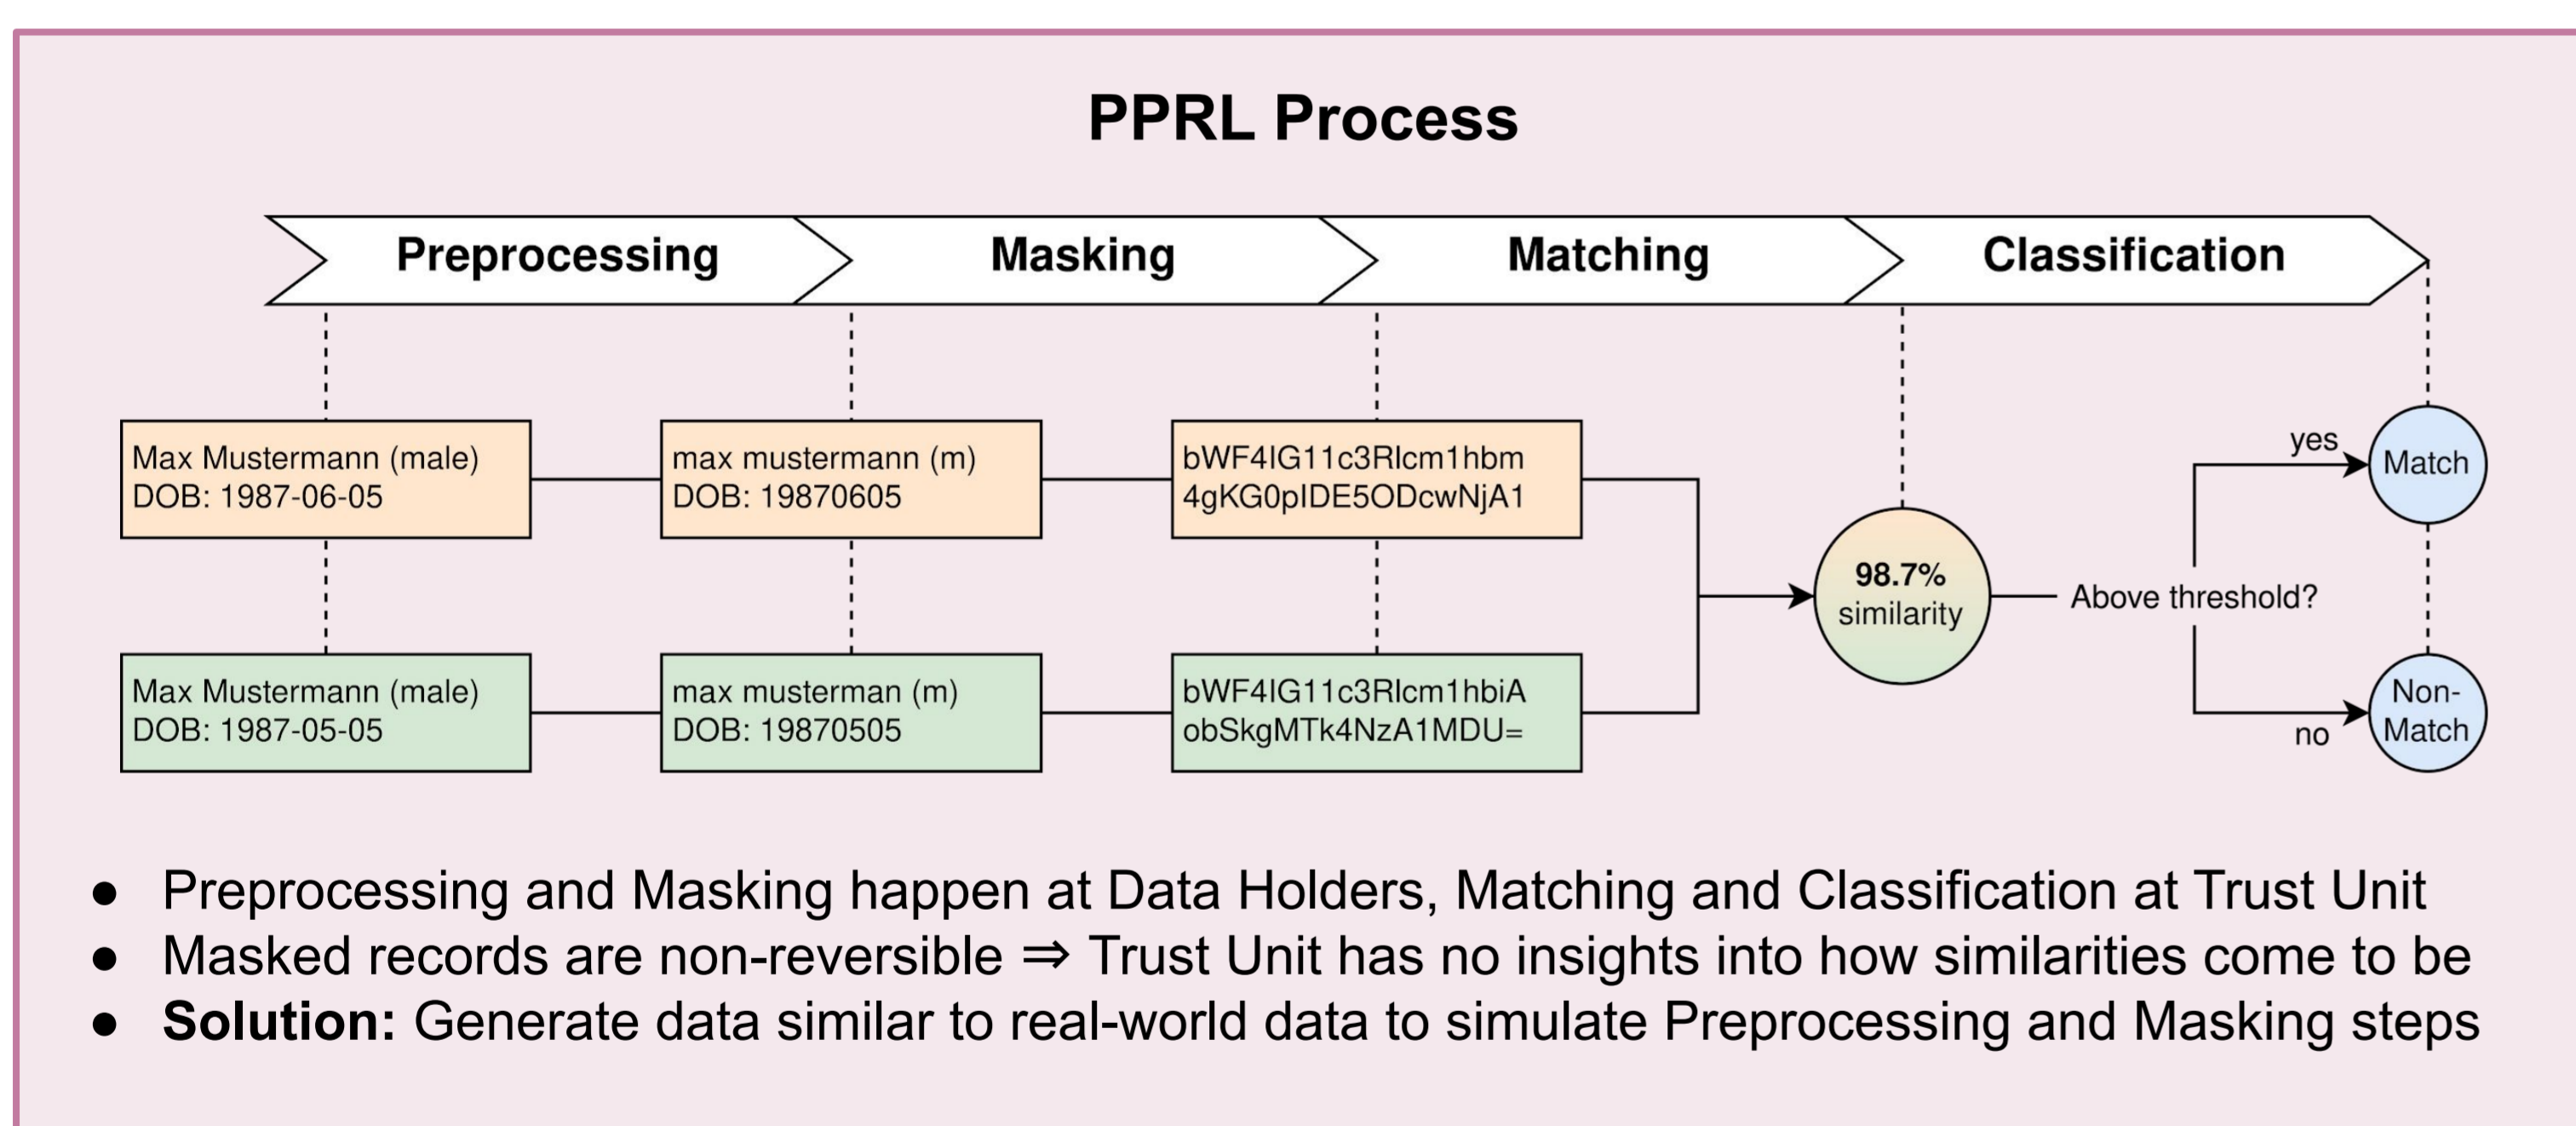 PPRL Process
Preprocessing
Masking
Matching
Classification
Max Mustermann (male)
DOB: 1987-06-05
max mustermann (m)
DOB: 19870605
bWF4IG11c3Rlcm1hbm
4gKG0pIDE5ODcwNjA1
Max Mustermann (male)
DOB: 1987-05-05
max musterman (m)
DOB: 19870505
bWF4IG11c3Rlcm1hbiA
obSkgMTk4NzA1MDU=
98.7%
similarity
Above threshold?
yes
Match
no
Non-
Match
● Preprocessing and Masking happen at Data Holders, Matching and Classification at Trust Unit
● Masked records are non-reversible ⇒ Trust Unit has no insights into how similarities come to be
● Solution: Generate data similar to real-world data to simulate Preprocessing and Masking steps